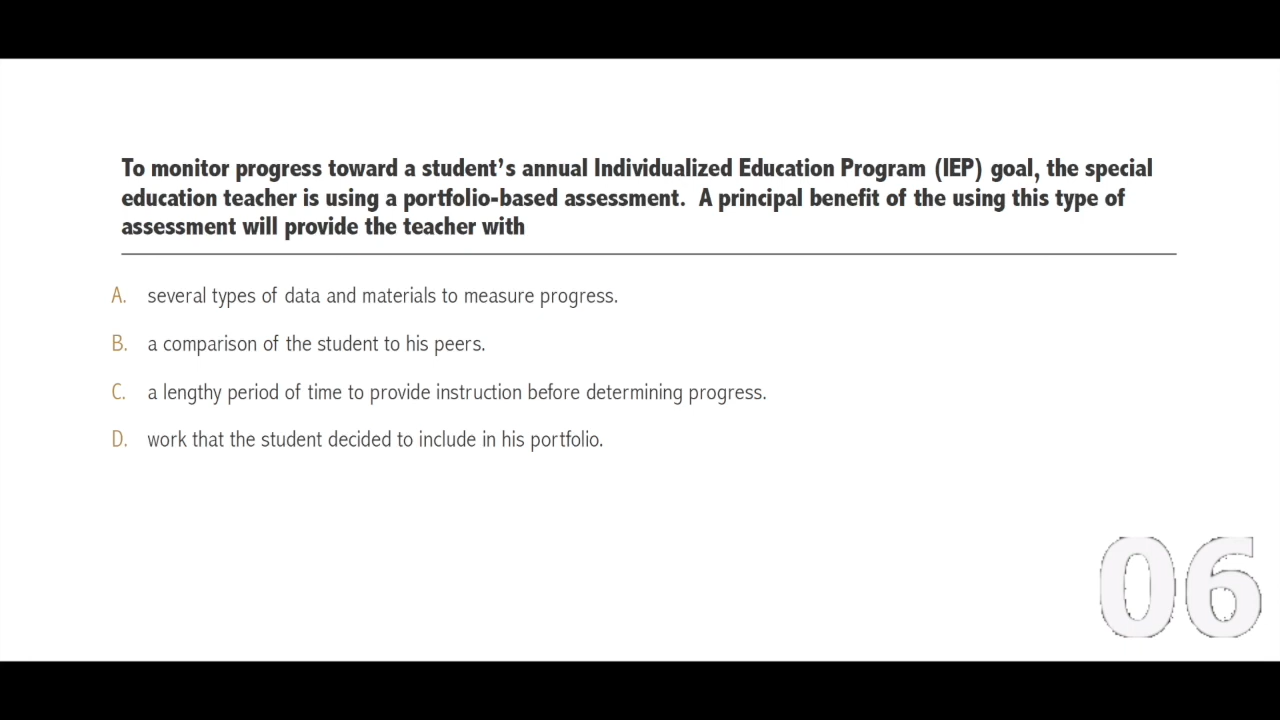 To monitor progress toward a student’s annual Individualized Education Program (IEP) goal, the special
education teacher is using a portfolio-based assessment.  A principal benefit of the using this type of
assessment will provide the teacher with
A. several types of data and materials to measure progress.
B. a comparison of the student to his peers.
C. a lengthy period of time to provide instruction before determining progress.
D. work that the student decided to include in his portfolio.
06